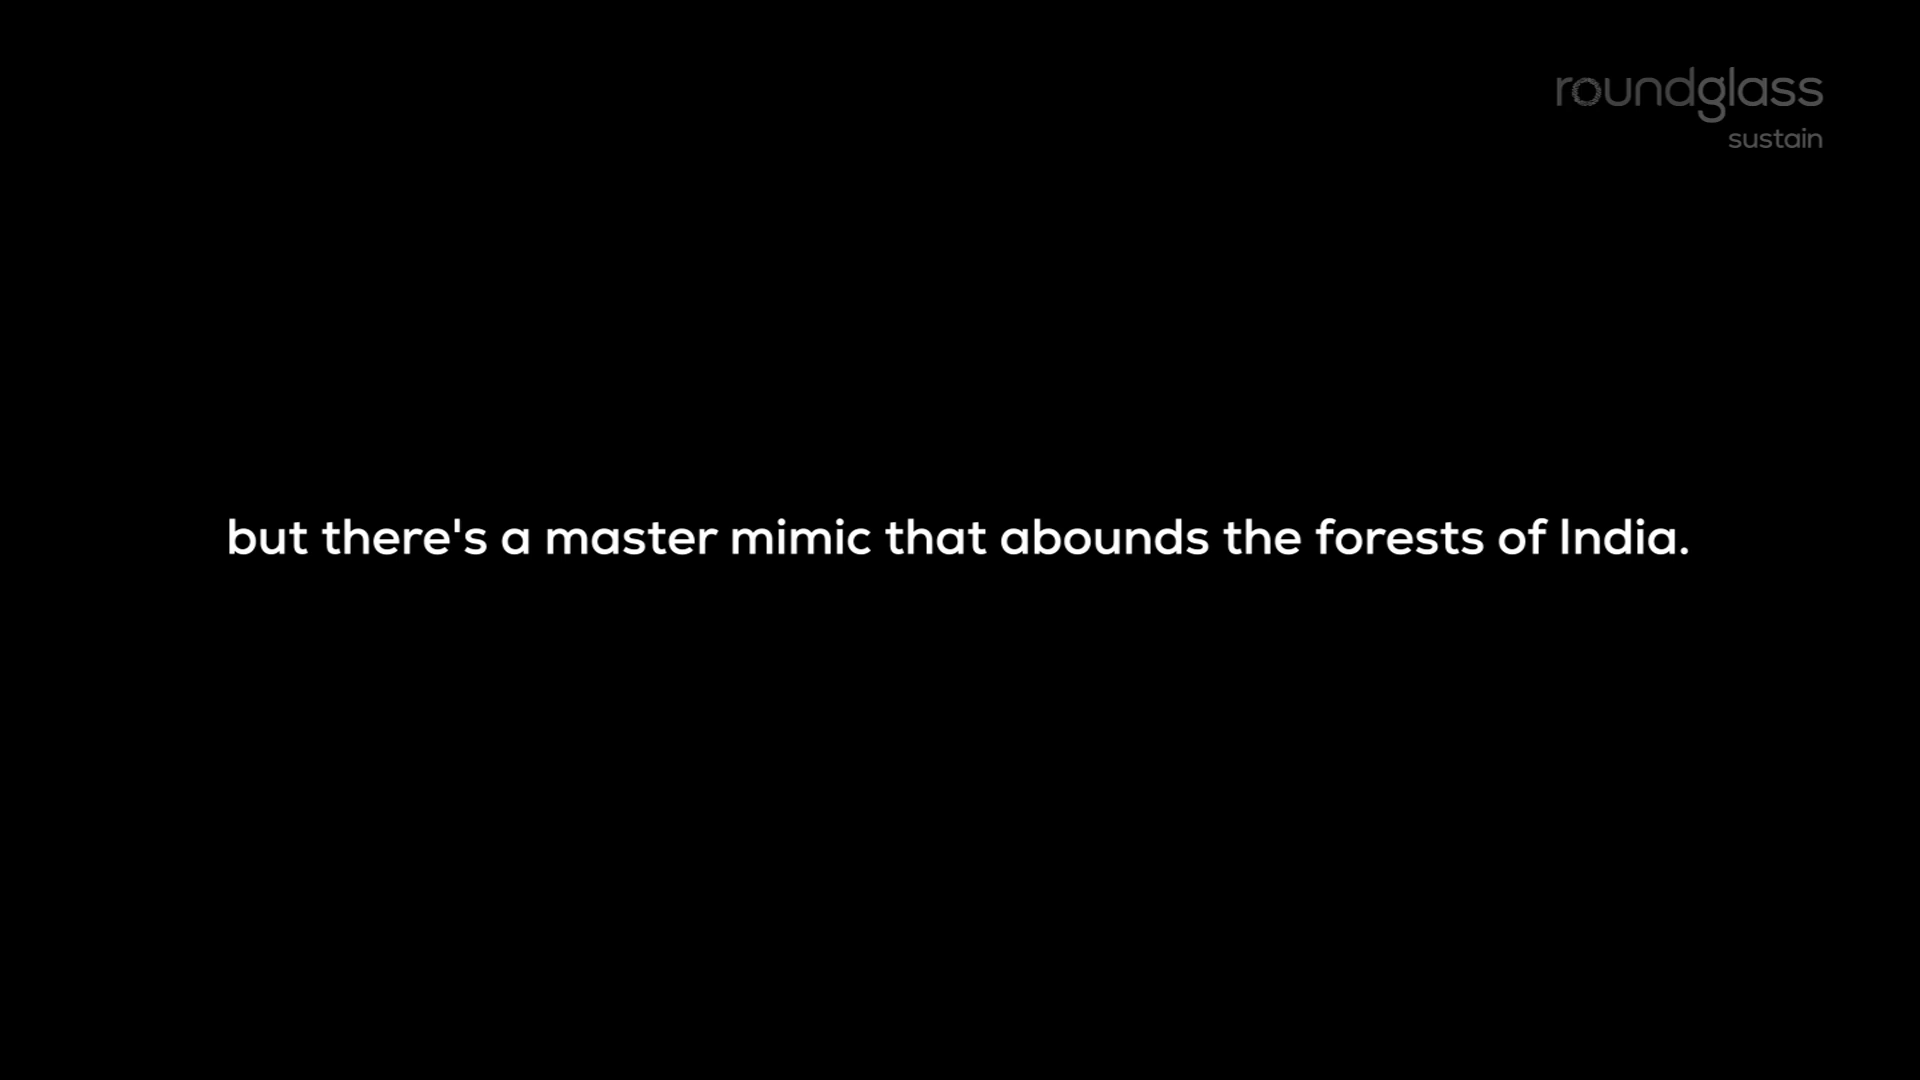 roundglass
sustain
but there's a master mimic that abounds the forests of India.